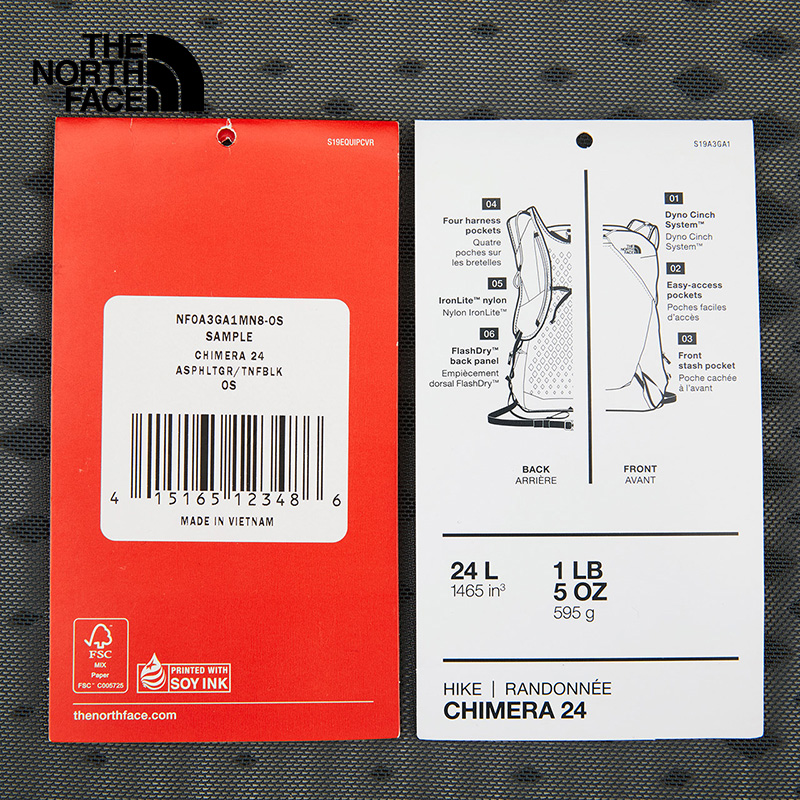 THE
NORTH
FACE
S19EQUIPCVR
NF0A3GA1MN8-OS
SAMPLE
CHIMERA 24
ASPHLTGR/TNFBLK
OS
4 15165 12348 6
MADE IN VIETNAM
FSC
MIX
Paper
FSC™ C005725
PRINTED WITH
SOY INK
thenorthface.com
S19A3GA1
04
Four harness
pockets
Quatre
poches sur
les bretelles
05
IronLite™ nylon
Nylon IronLite™
06
FlashDry™
back panel
Empiècement
dorsal FlashDry™
THE
NORTH
FACE
01
Dyno Cinch
System™
Dyno Cinch
System™
02
Easy-access
pockets
Poches faciles
d'accès
03
Front
stash pocket
Poche cachée
à l'avant
BACK
ARRIÈRE
FRONT
AVANT
24 L
1465 in³
1 LB
5 OZ
595 g
HIKE | RANDONNÉE
CHIMERA 24